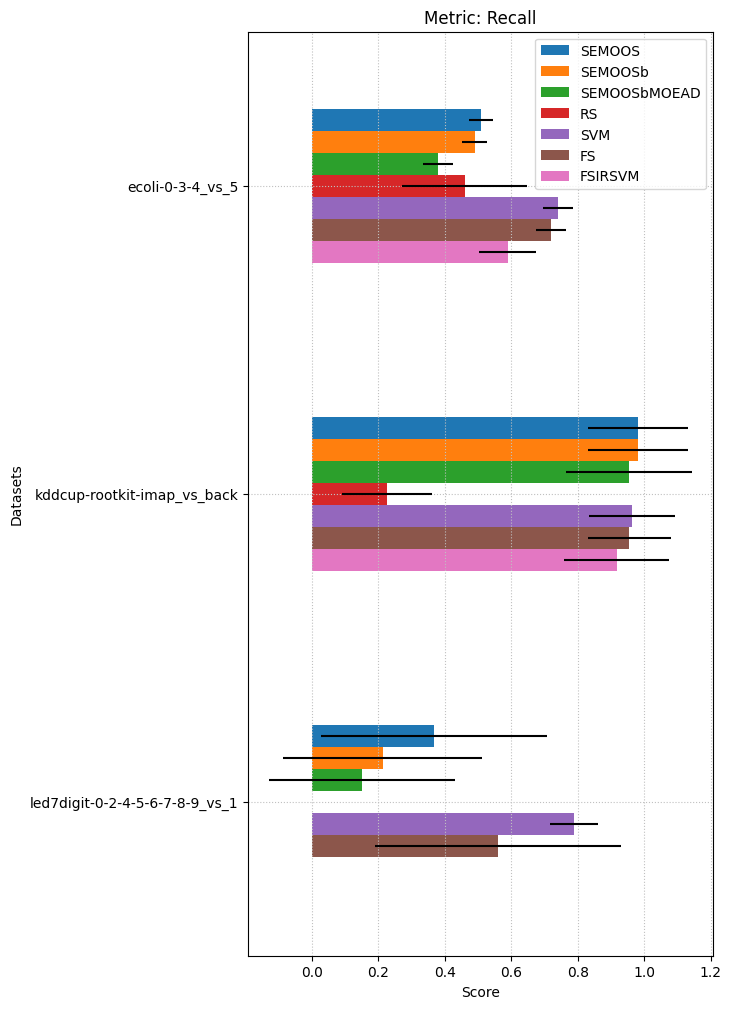 Metric: Recall
SEMOOS
SEMOOSb
SEMOOSbMOEAD
RS
SVM
FS
FSIRSVM
Datasets
ecoli-0-3-4_vs_5
kddcup-rootkit-imap_vs_back
led7digit-0-2-4-5-6-7-8-9_vs_1
0.0 0.2 0.4 0.6 0.8 1.0 1.2
Score